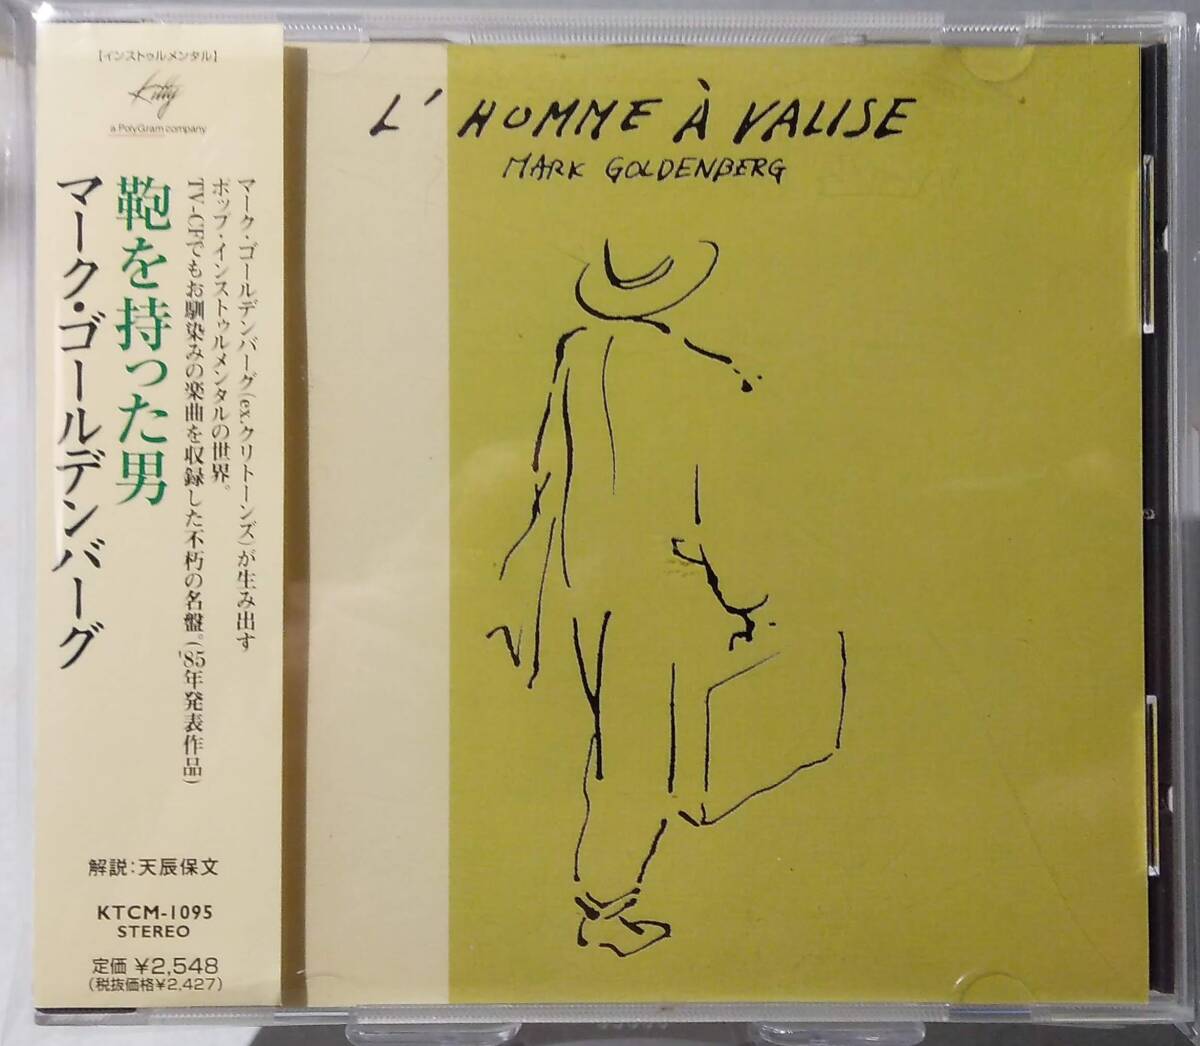 【インストゥルメンタル】
Kitty
a PolyGram company
マーク・ゴールデンバーグ(ex.クリトーンズ)が生み出す
ポップ・インストゥルメンタルの世界。
TV-CFでもお馴染みの楽曲を収録した不朽の名盤。('85年発表作品)
鞄を持った男
マーク・ゴールデンバーグ
解説：天辰保文
KTCM-1095
STEREO
定価 ¥2,548
(税抜価格¥2,427)
L'HOMME À VALISE
MARK GOLDENBERG